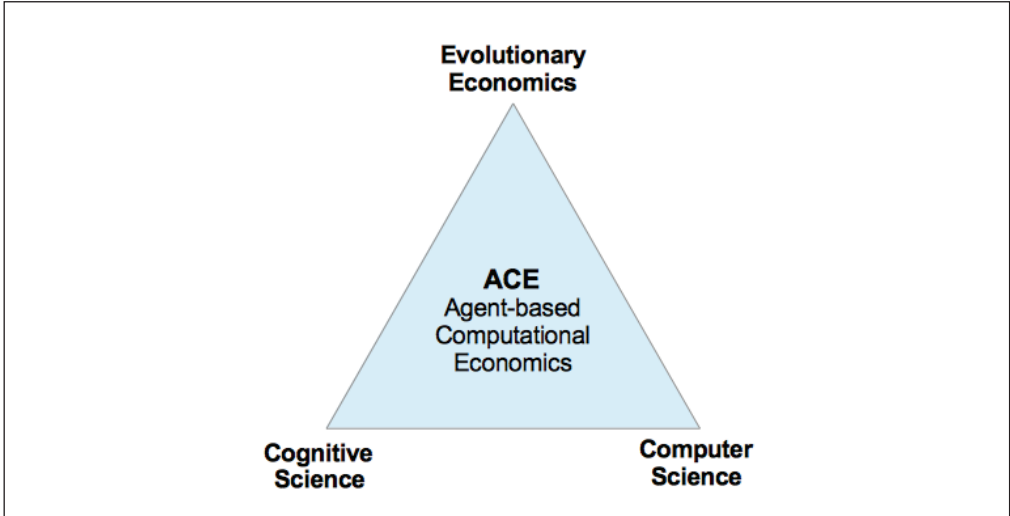 Evolutionary
Economics
ACE
Agent-based
Computational
Economics
Cognitive
Science
Computer
Science